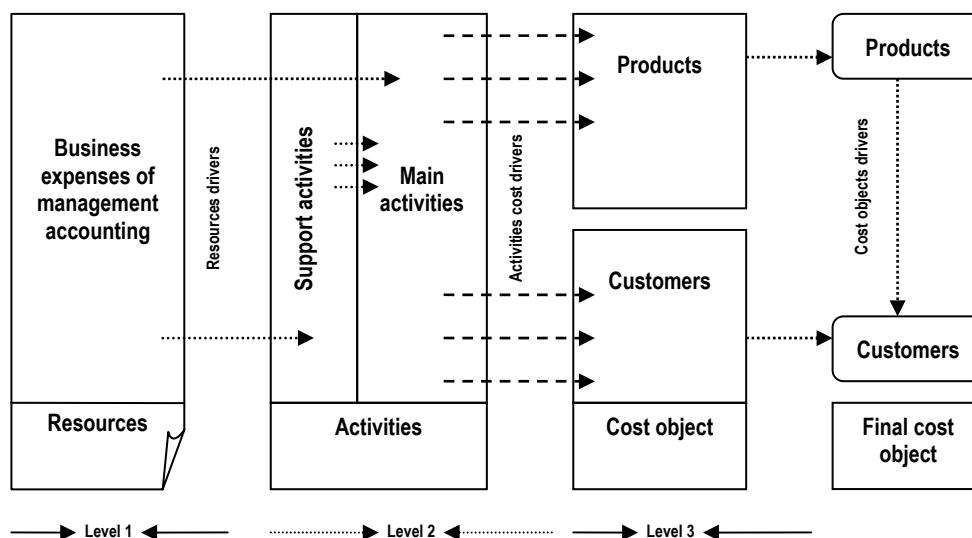 Business
expenses of
management
accounting
Resources
Resources drivers
Support activities
Main
activities
Activities
Activities cost drivers
Products
Customers
Cost object
Cost objects drivers
Products
Customers
Final cost
object
Level 1
Level 2
Level 3